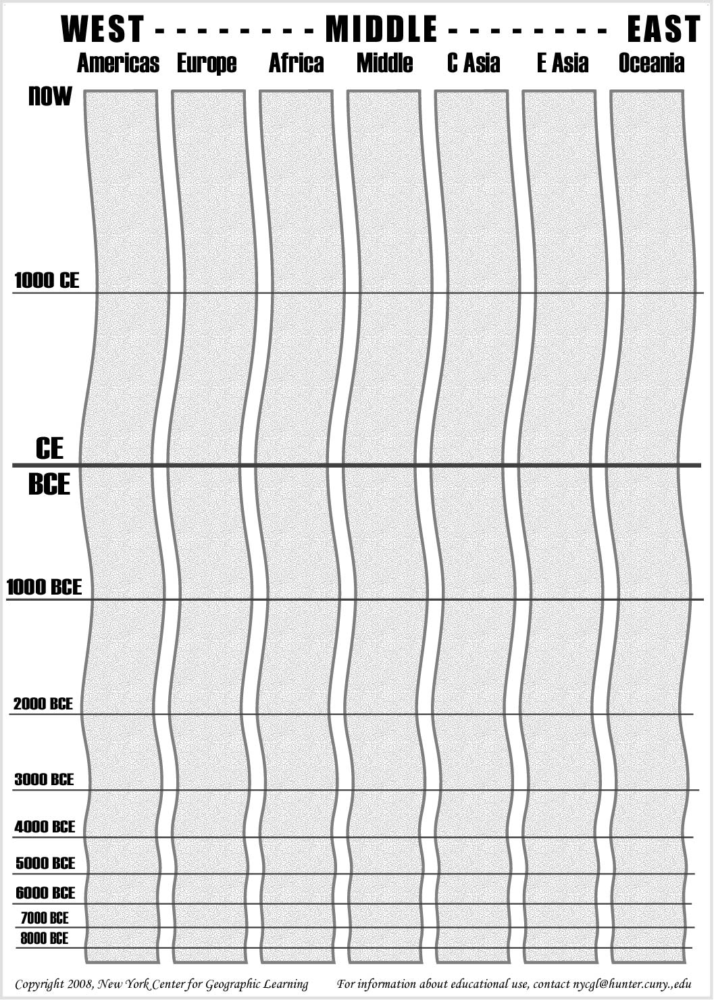 WEST - - - - - - - - MIDDLE - - - - - - - - EAST
Americas Europe Africa Middle C Asia E Asia Oceania
now
1000 CE
CE
BCE
1000 BCE
2000 BCE
3000 BCE
4000 BCE
5000 BCE
6000 BCE
7000 BCE
8000 BCE
Copyright 2008, New York Center for Geographic Learning For information about educational use, contact nycgl@hunter.cuny.,edu